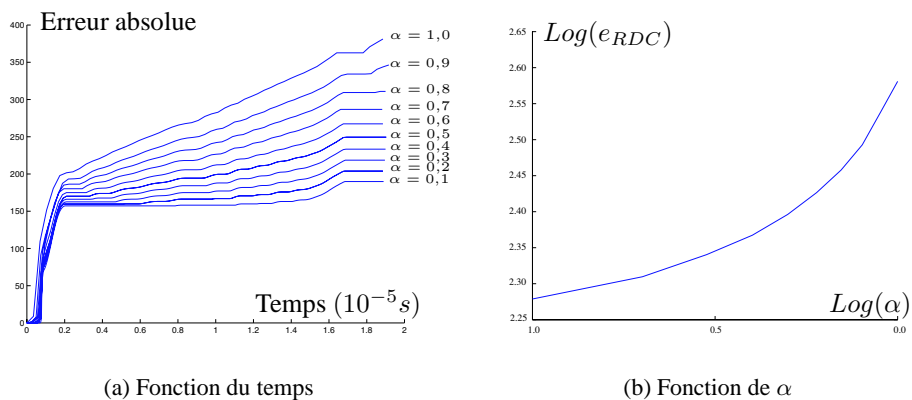 Erreur absolue
400
350
300
250
200
150
100
50
0
0
0.2
0.4
0.6
0.8
1
1.2
1.4
1.6
1.8
2
α = 1,0
α = 0,9
α = 0,8
α = 0,7
α = 0,6
α = 0,5
α = 0,4
α = 0,3
α = 0,2
α = 0,1
Temps (10⁻⁵s)
(a) Fonction du temps
Log(e_{RDC})
2.65
2.60
2.55
2.50
2.45
2.40
2.35
2.30
2.25
1.0
0.5
0.0
Log(α)
(b) Fonction de α